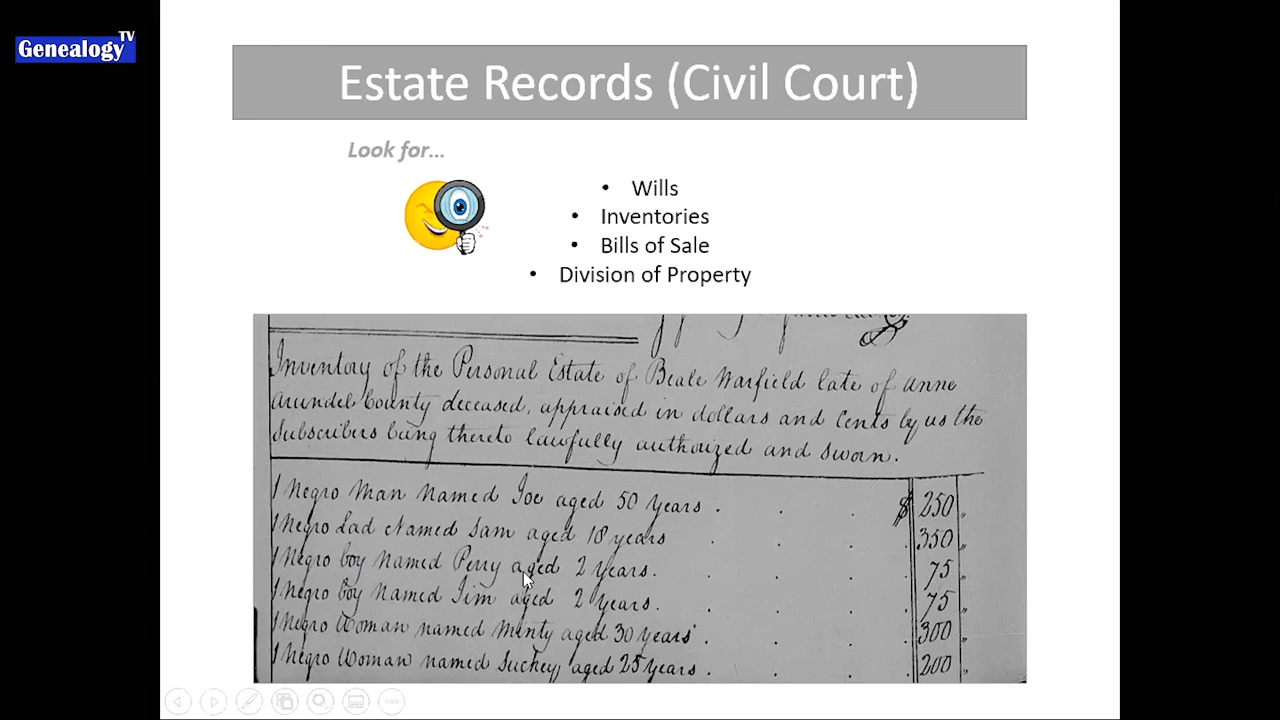 Genealogy TV
Estate Records (Civil Court)
Look for...
• Wills
• Inventories
• Bills of Sale
• Division of Property
Inventory of the Personal Estate of Beale Warfield late of Anne
Arundel County deceased, appraised in dollars and Cents by us the
Subscribers being thereto lawfully authorized and sworn.
1 Negro Man Named Joe aged 50 Years . . . $ 250 "
1 Negro Lad Named Sam aged 18 years . . . 350 "
1 Negro boy Named Perry aged 2 years. . . . 75 "
1 Negro boy Named Jim aged 2 years. . . . 75 "
1 Negro Woman named Minty aged 30 years . . . . 300 "
1 Negro Woman named Suckey aged 25 years . . . . 200 "